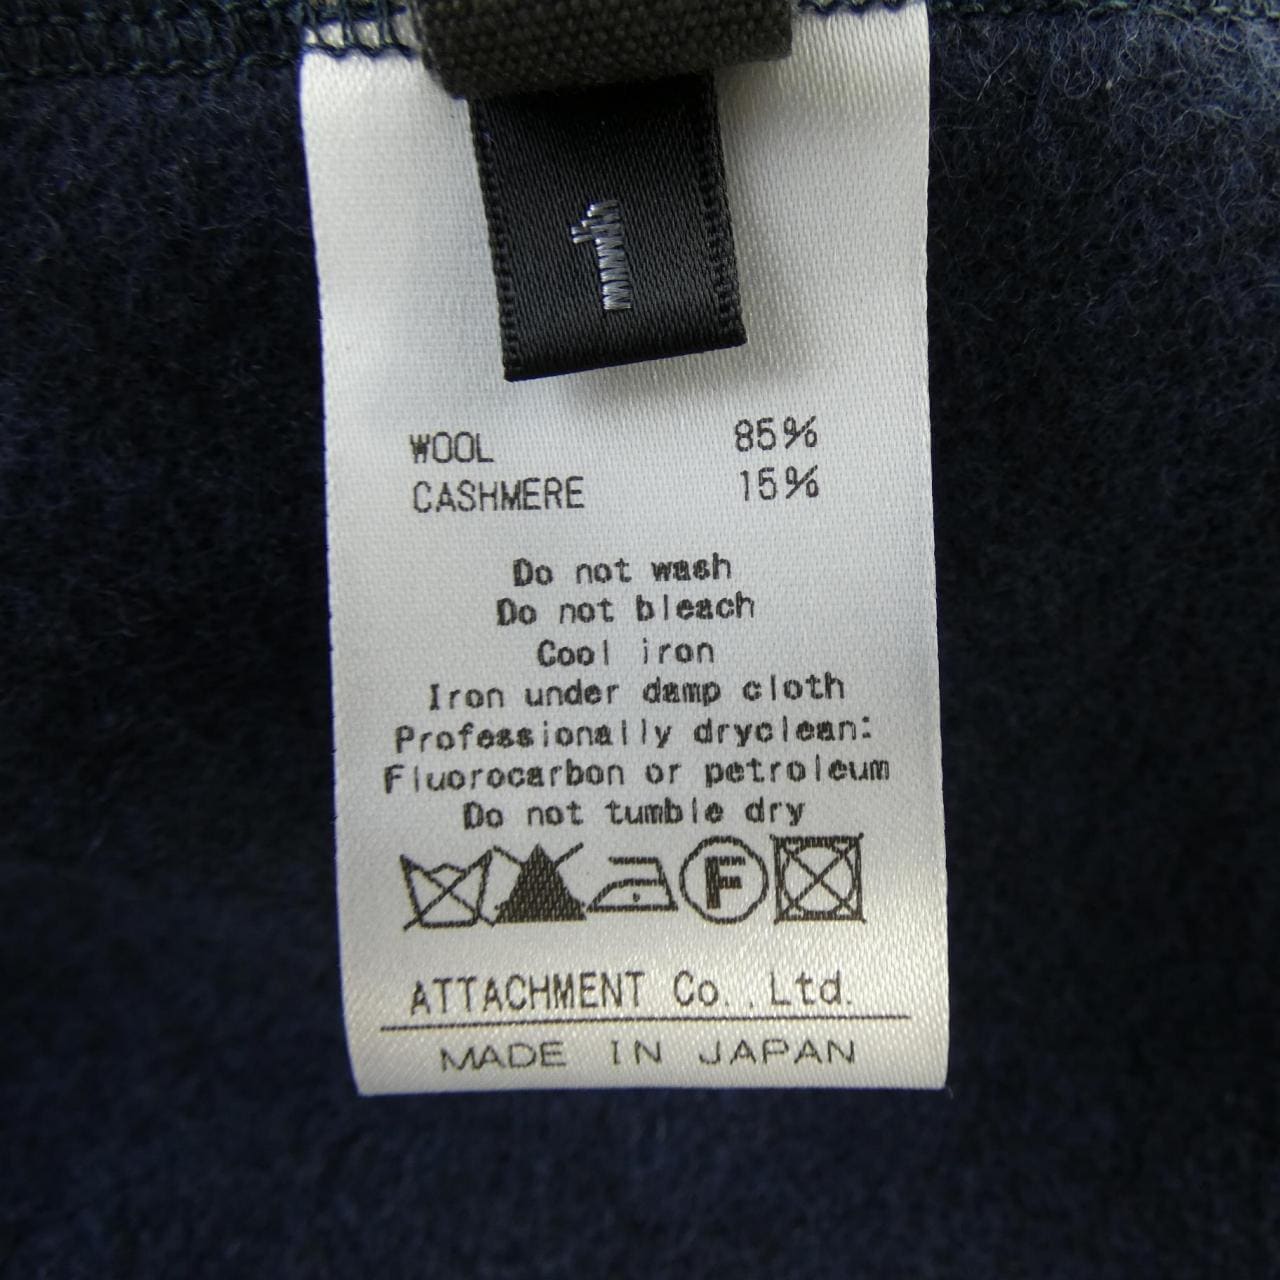 1
WOOL 85%
CASHMERE 15%
Do not wash
Do not bleach
Cool iron
Iron under damp cloth
Professionally dryclean:
Fluorocarbon or petroleum
Do not tumble dry
F
ATTACHMENT Co.,Ltd.
MADE IN JAPAN